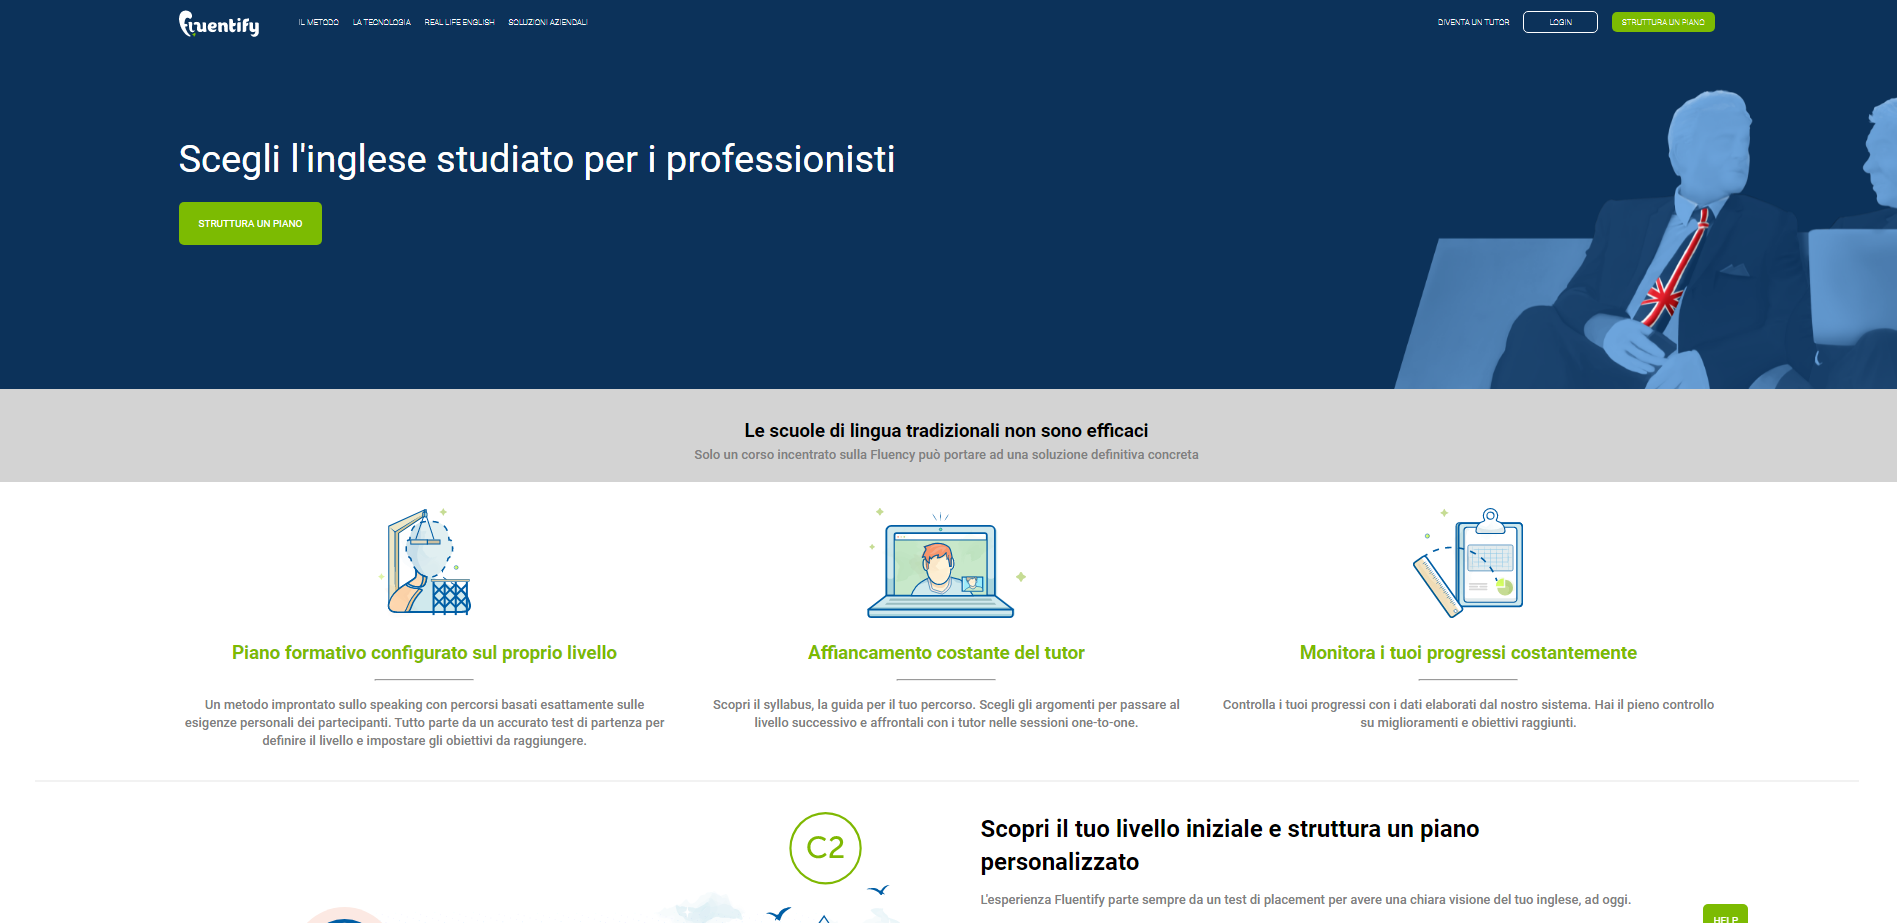 fluentify
IL METODO
LA TECNOLOGIA
REAL LIFE ENGLISH
SOLUZIONI AZIENDALI
DIVENTA UN TUTOR
LOGIN
STRUTTURA UN PIANO
Scegli l'inglese studiato per i professionisti
STRUTTURA UN PIANO
Le scuole di lingua tradizionali non sono efficaci
Solo un corso incentrato sulla Fluency può portare ad una soluzione definitiva concreta
Piano formativo configurato sul proprio livello
Un metodo improntato sullo speaking con percorsi basati esattamente sulle
esigenze personali dei partecipanti. Tutto parte da un accurato test di partenza per
definire il livello e impostare gli obiettivi da raggiungere.
Affiancamento costante del tutor
Scopri il syllabus, la guida per il tuo percorso. Scegli gli argomenti per passare al
livello successivo e affrontali con i tutor nelle sessioni one-to-one.
Monitora i tuoi progressi costantemente
Controlla i tuoi progressi con i dati elaborati dal nostro sistema. Hai il pieno controllo
su miglioramenti e obiettivi raggiunti.
C2
Scopri il tuo livello iniziale e struttura un piano
personalizzato
L'esperienza Fluentify parte sempre da un test di placement per avere una chiara visione del tuo inglese, ad oggi.
HELP